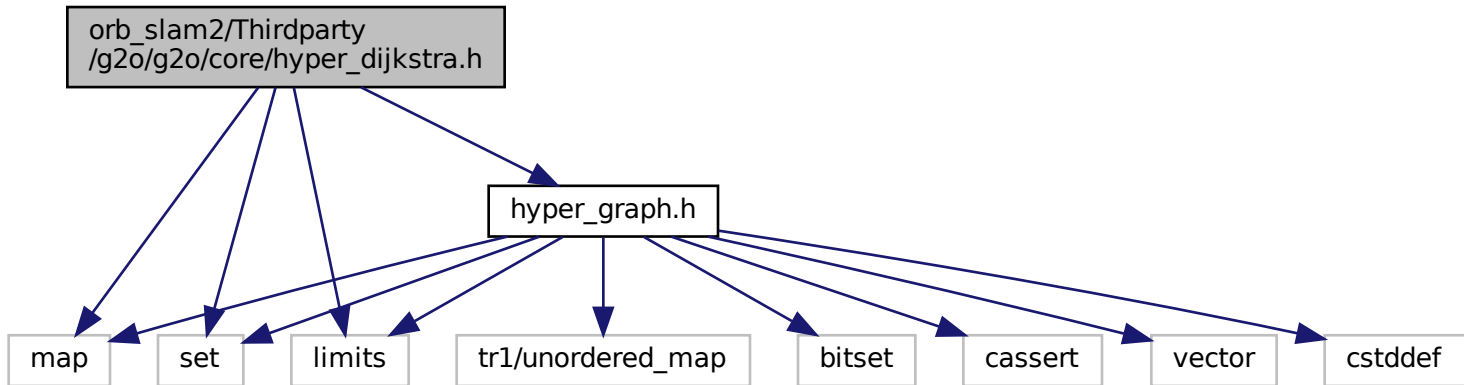 orb_slam2/Thirdparty
/g2o/g2o/core/hyper_dijkstra.h
hyper_graph.h
map
set
limits
tr1/unordered_map
bitset
cassert
vector
cstddef